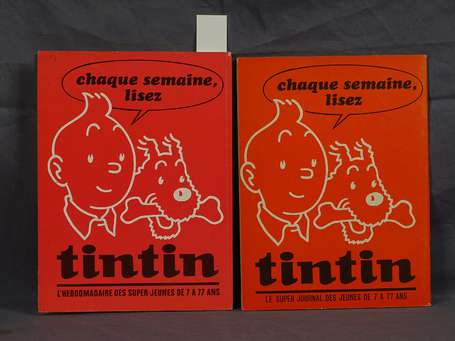 chaque semaine,
lisez
tintin
L'HEBDOMADAIRE DES SUPER JEUNES DE 7 A 77 ANS
chaque semaine,
lisez
tintin
LE SUPER JOURNAL DES JEUNES DE 7 A 77 ANS